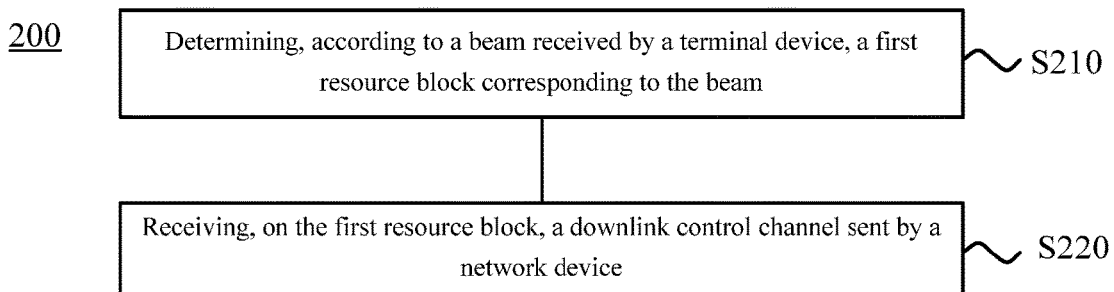 200
Determining, according to a beam received by a terminal device, a first
resource block corresponding to the beam
S210
Receiving, on the first resource block, a downlink control channel sent by a
network device
S220